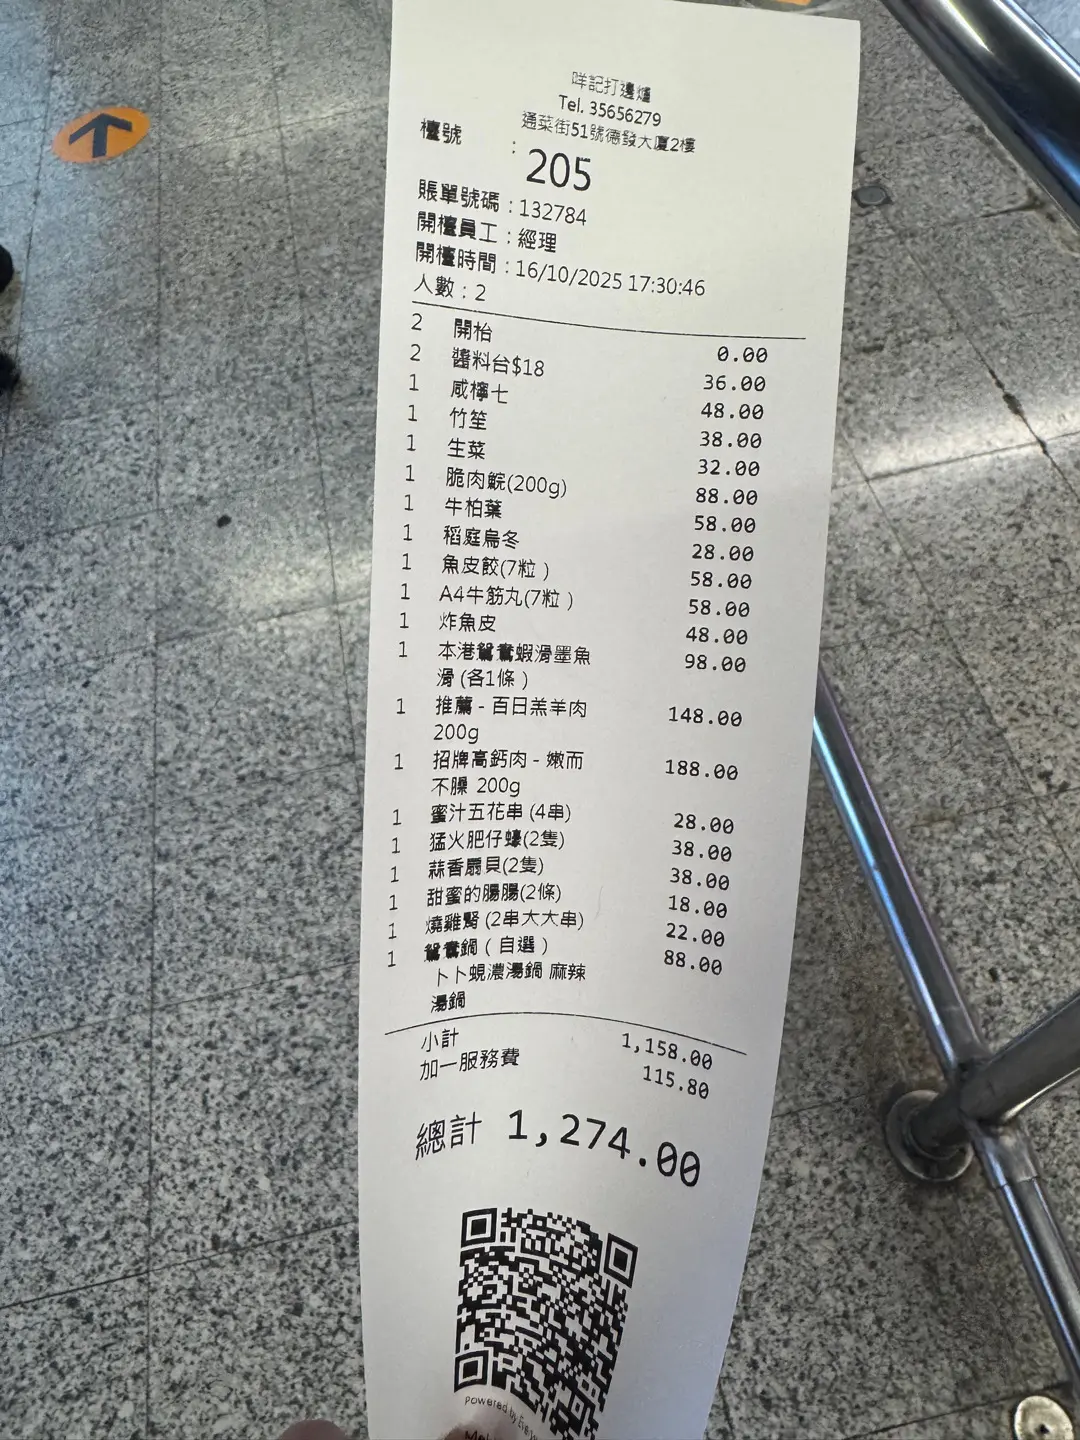 咩記打邊爐
Tel. 35656279
通菜街51號德發大廈2樓
檯號 : 205
賬單號碼 : 132784
開檯員工 : 經理
開檯時間 : 16/10/2025 17:30:46
人數 : 2
2 開枱 0.00
2 醬料台$18 36.00
1 咸檸七 48.00
1 竹笙 38.00
1 生菜 32.00
1 脆肉鯇(200g) 88.00
1 牛柏葉 58.00
1 稻庭烏冬 28.00
1 魚皮餃(7粒 ) 58.00
1 A4牛筋丸(7粒 ) 58.00
1 炸魚皮 48.00
1 本港鴛鴦蝦滑墨魚 98.00
滑 (各1條 )
1 推薦 - 百日羔羊肉 148.00
200g
1 招牌高鈣肉 - 嫩而 188.00
不臊 200g
1 蜜汁五花串 (4串) 28.00
1 猛火肥仔蠔(2隻) 38.00
1 蒜香扇貝(2隻) 38.00
1 甜蜜的腸腸(2條) 18.00
1 燒雞腎 (2串大大串) 22.00
1 鴛鴦鍋 ( 自選 ) 88.00
卜卜蜆濃湯鍋 麻辣
湯鍋
小計 1,158.00
加一服務費 115.80
總計 1,274.00
Powered by